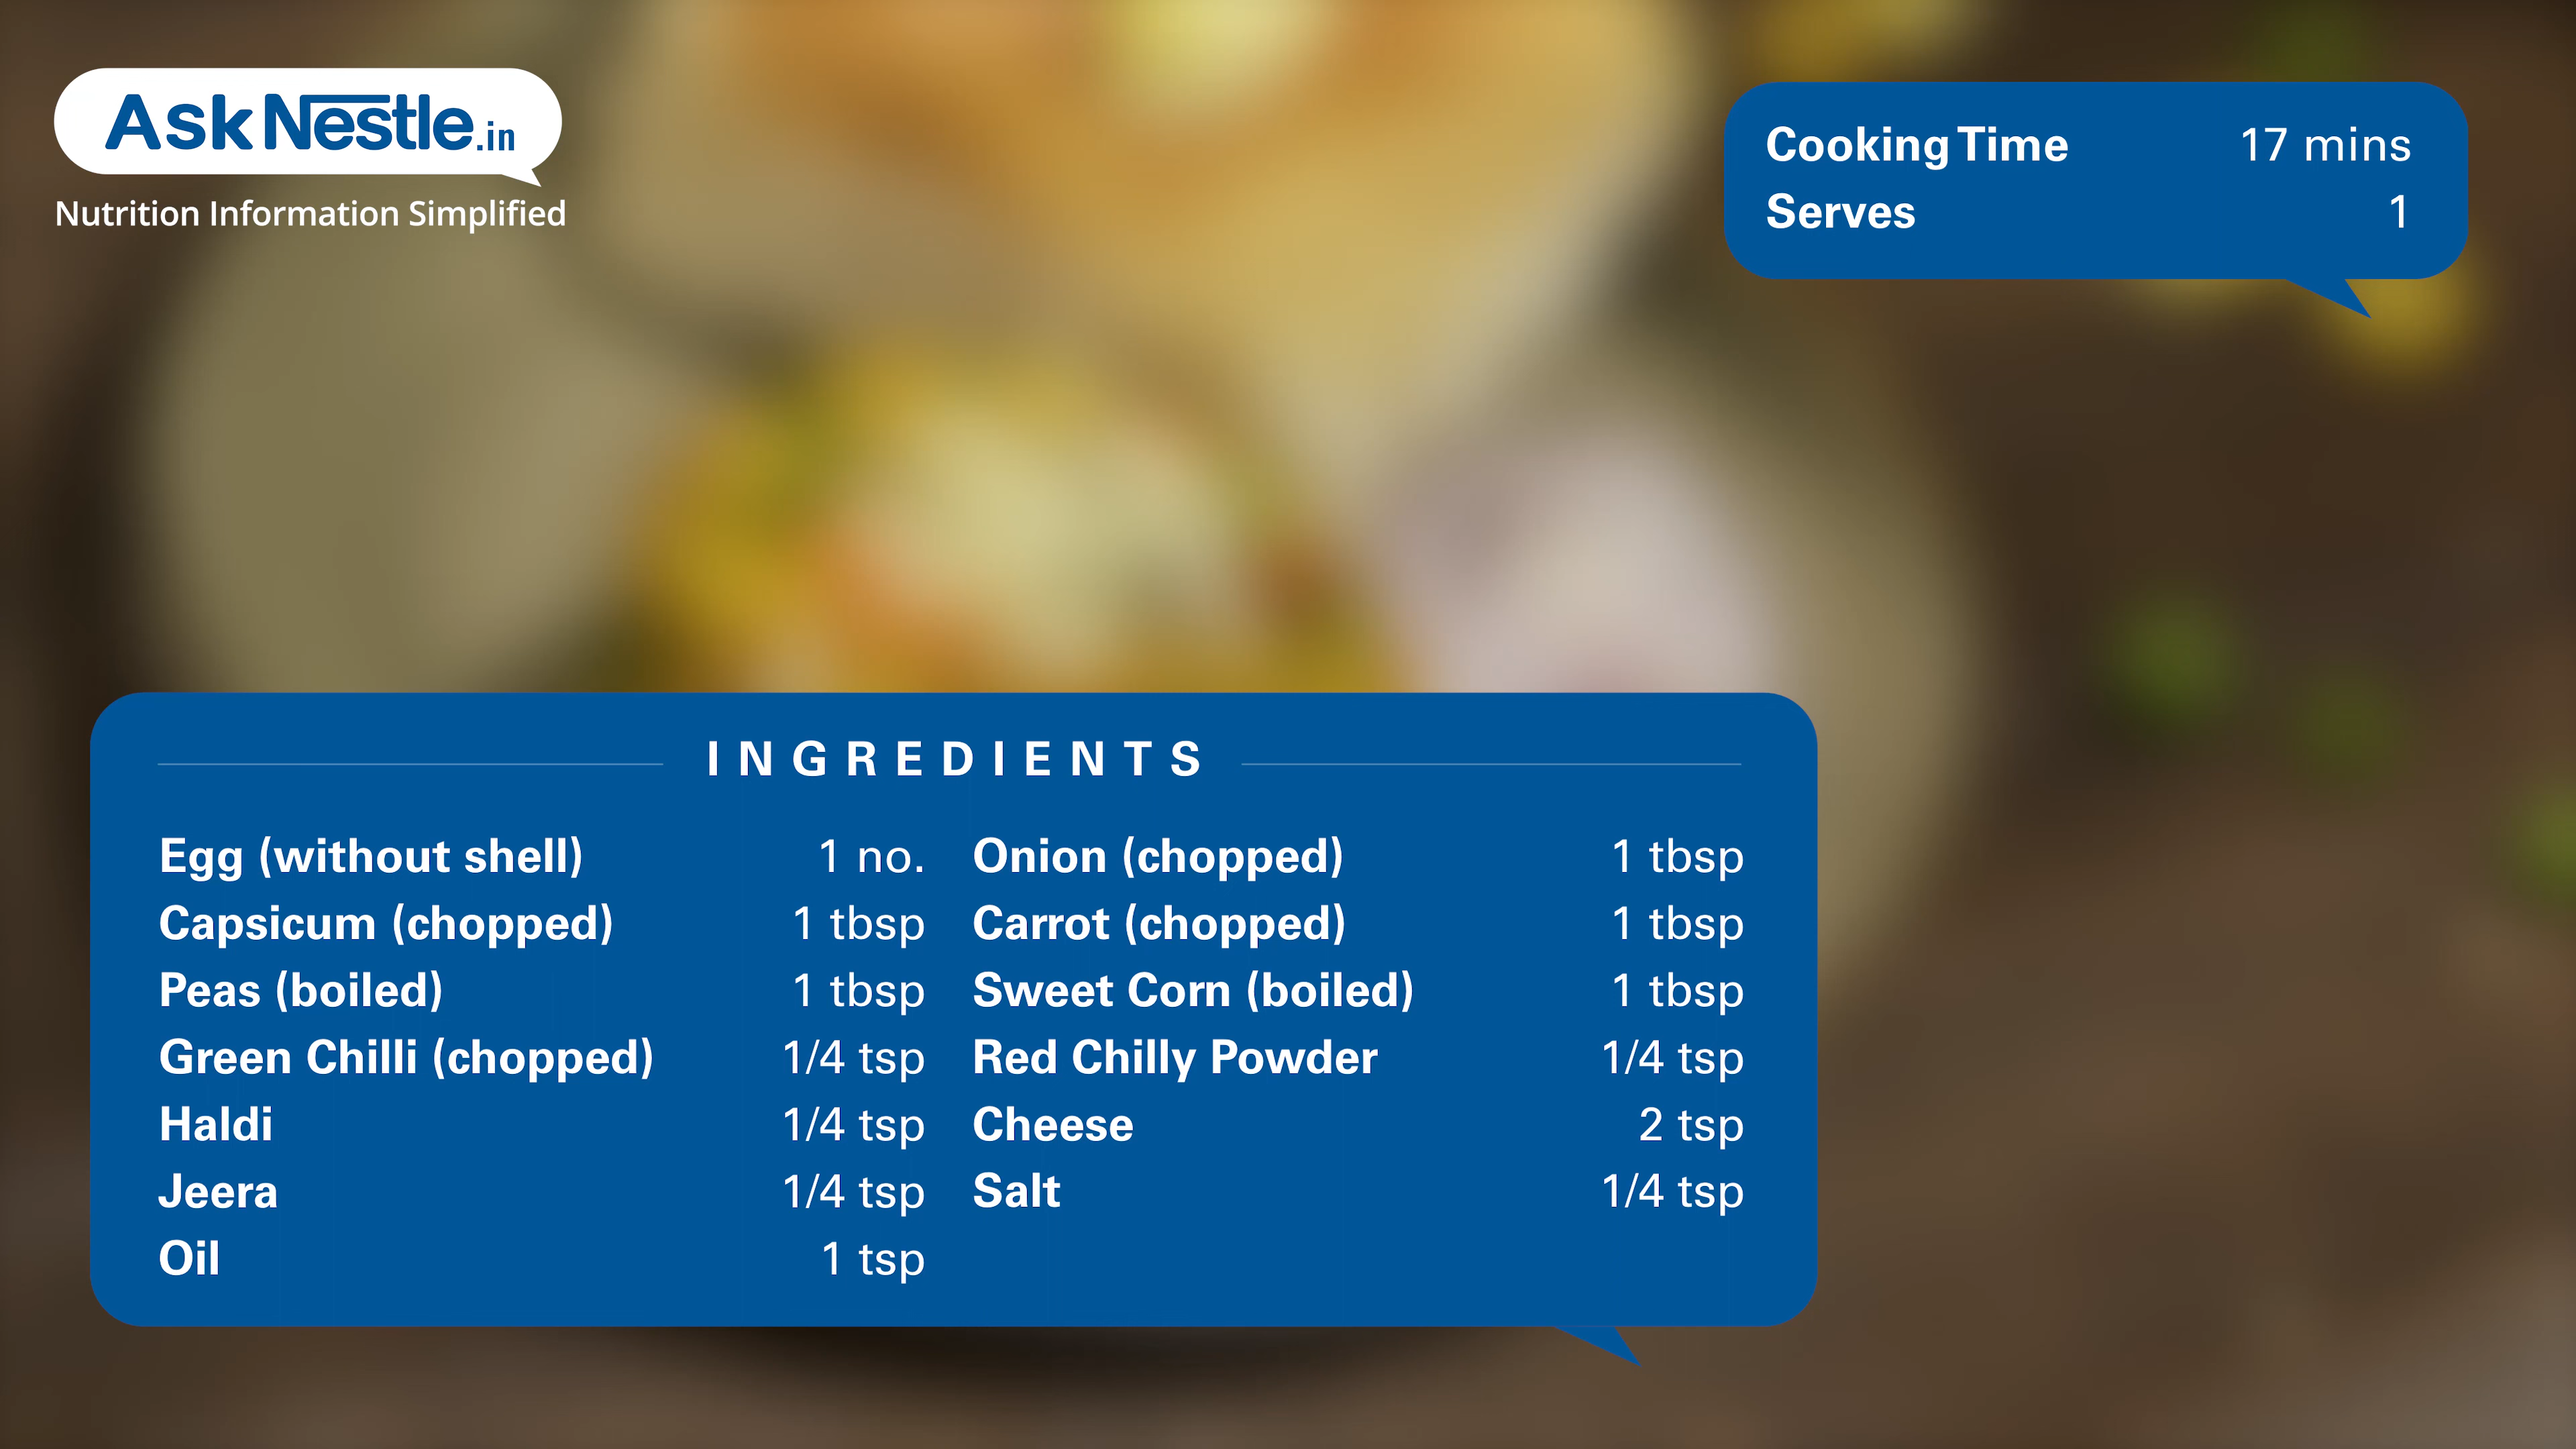 AskNestle.in
Nutrition Information Simplified
Cooking Time 17 mins
Serves 1
INGREDIENTS
Egg (without shell) 1 no.
Capsicum (chopped) 1 tbsp
Peas (boiled) 1 tbsp
Green Chilli (chopped) 1/4 tsp
Haldi 1/4 tsp
Jeera 1/4 tsp
Oil 1 tsp
Onion (chopped) 1 tbsp
Carrot (chopped) 1 tbsp
Sweet Corn (boiled) 1 tbsp
Red Chilly Powder 1/4 tsp
Cheese 2 tsp
Salt 1/4 tsp